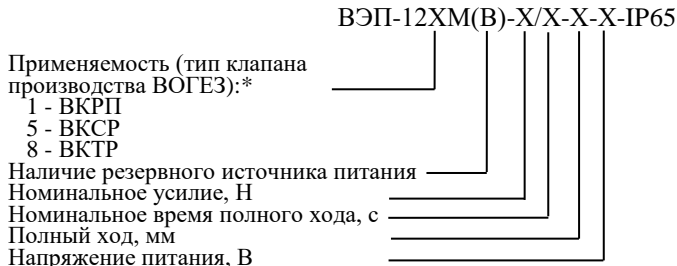 ВЭП-12ХМ(В)-Х/Х-Х-Х-IP65
Применяемость (тип клапана
производства ВОГЕЗ):*
1 - ВКРП
5 - ВКСР
8 - ВКТР
Наличие резервного источника питания
Номинальное усилие, Н
Номинальное время полного хода, с
Полный ход, мм
Напряжение питания, В